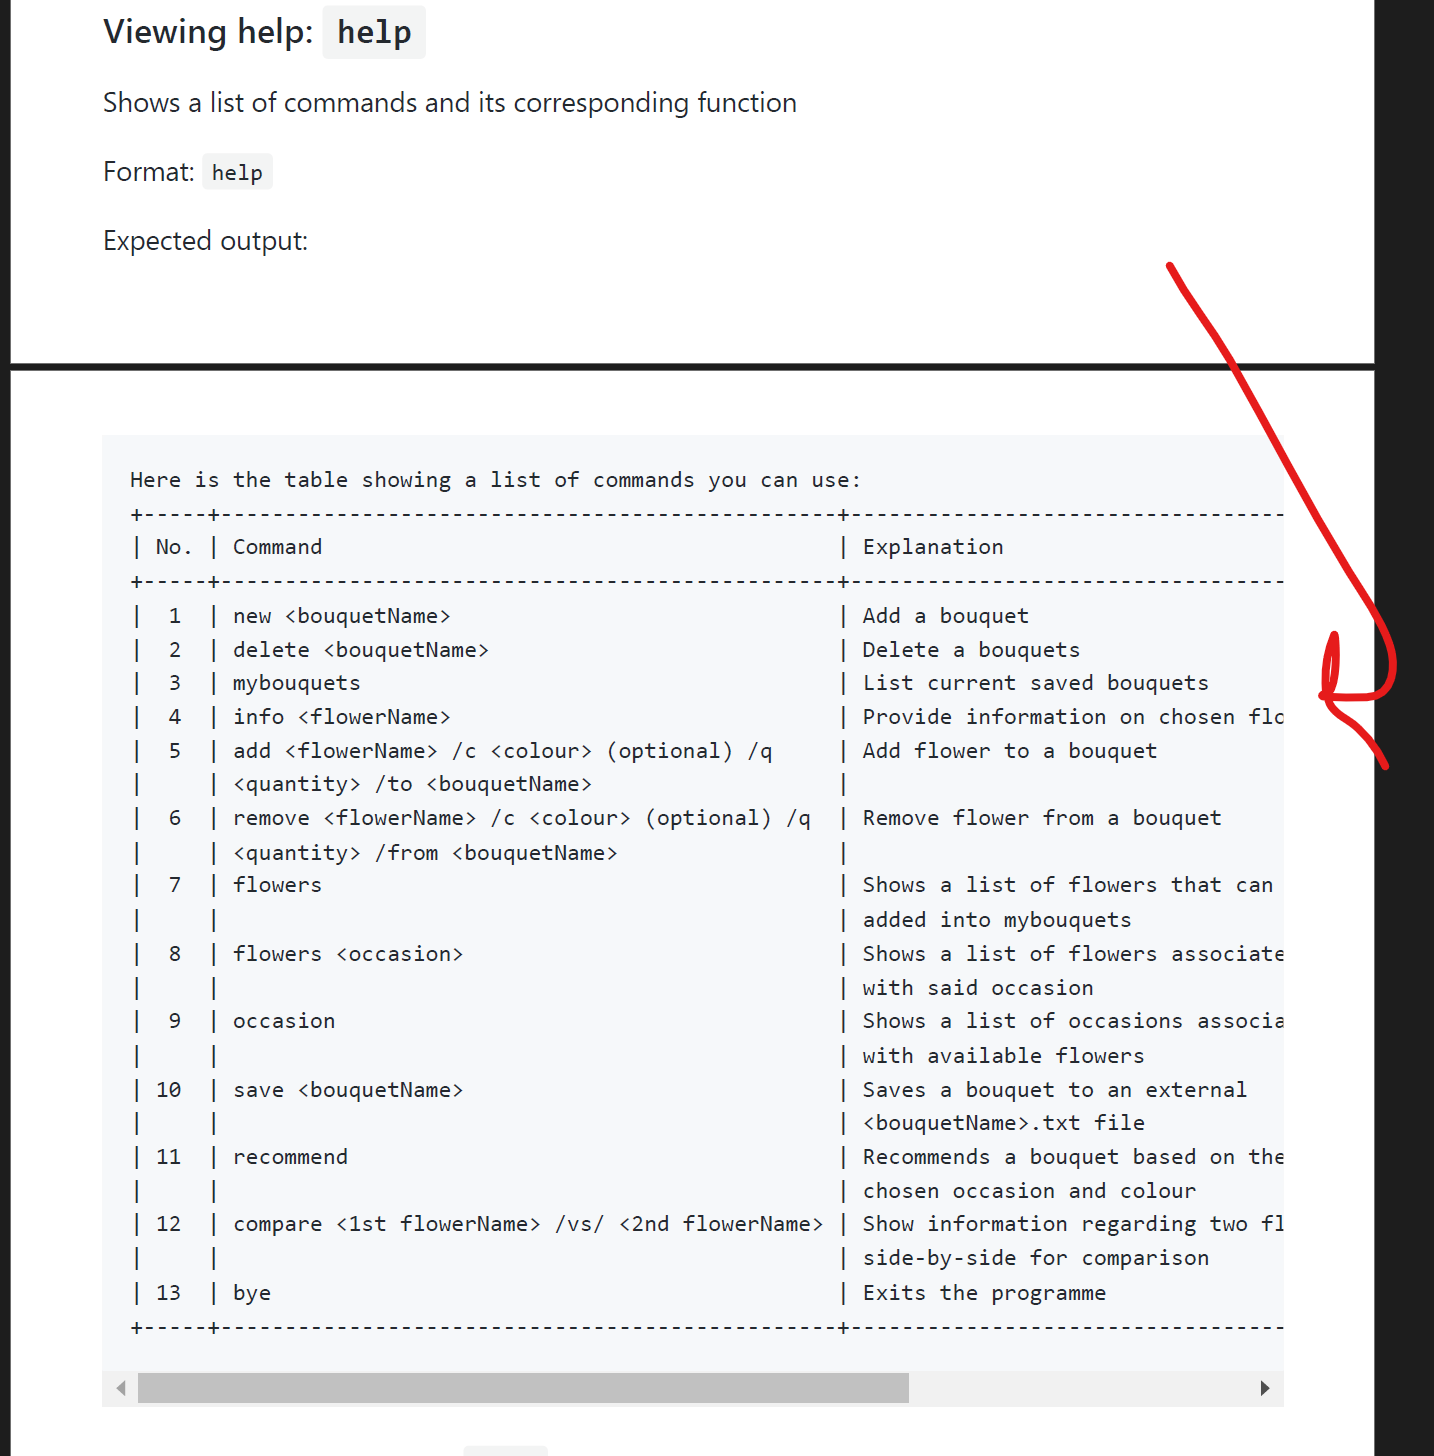 Viewing help: help
Shows a list of commands and its corresponding function
Format: help
Expected output:
Here is the table showing a list of commands you can use:
+-----+------------------------------------------------+----------------------------------
| No. | Command                                        | Explanation
+-----+------------------------------------------------+----------------------------------
|  1  | new <bouquetName>                              | Add a bouquet
|  2  | delete <bouquetName>                           | Delete a bouquets
|  3  | mybouquets                                     | List current saved bouquets
|  4  | info <flowerName>                              | Provide information on chosen flo
|  5  | add <flowerName> /c <colour> (optional) /q     | Add flower to a bouquet
|     | <quantity> /to <bouquetName>                   |
|  6  | remove <flowerName> /c <colour> (optional) /q  | Remove flower from a bouquet
|     | <quantity> /from <bouquetName>                 |
|  7  | flowers                                        | Shows a list of flowers that can
|     |                                                | added into mybouquets
|  8  | flowers <occasion>                             | Shows a list of flowers associate
|     |                                                | with said occasion
|  9  | occasion                                       | Shows a list of occasions associa
|     |                                                | with available flowers
| 10  | save <bouquetName>                             | Saves a bouquet to an external
|     |                                                | <bouquetName>.txt file
| 11  | recommend                                      | Recommends a bouquet based on the
|     |                                                | chosen occasion and colour
| 12  | compare <1st flowerName> /vs/ <2nd flowerName> | Show information regarding two fl
|     |                                                | side-by-side for comparison
| 13  | bye                                            | Exits the programme
+-----+------------------------------------------------+----------------------------------